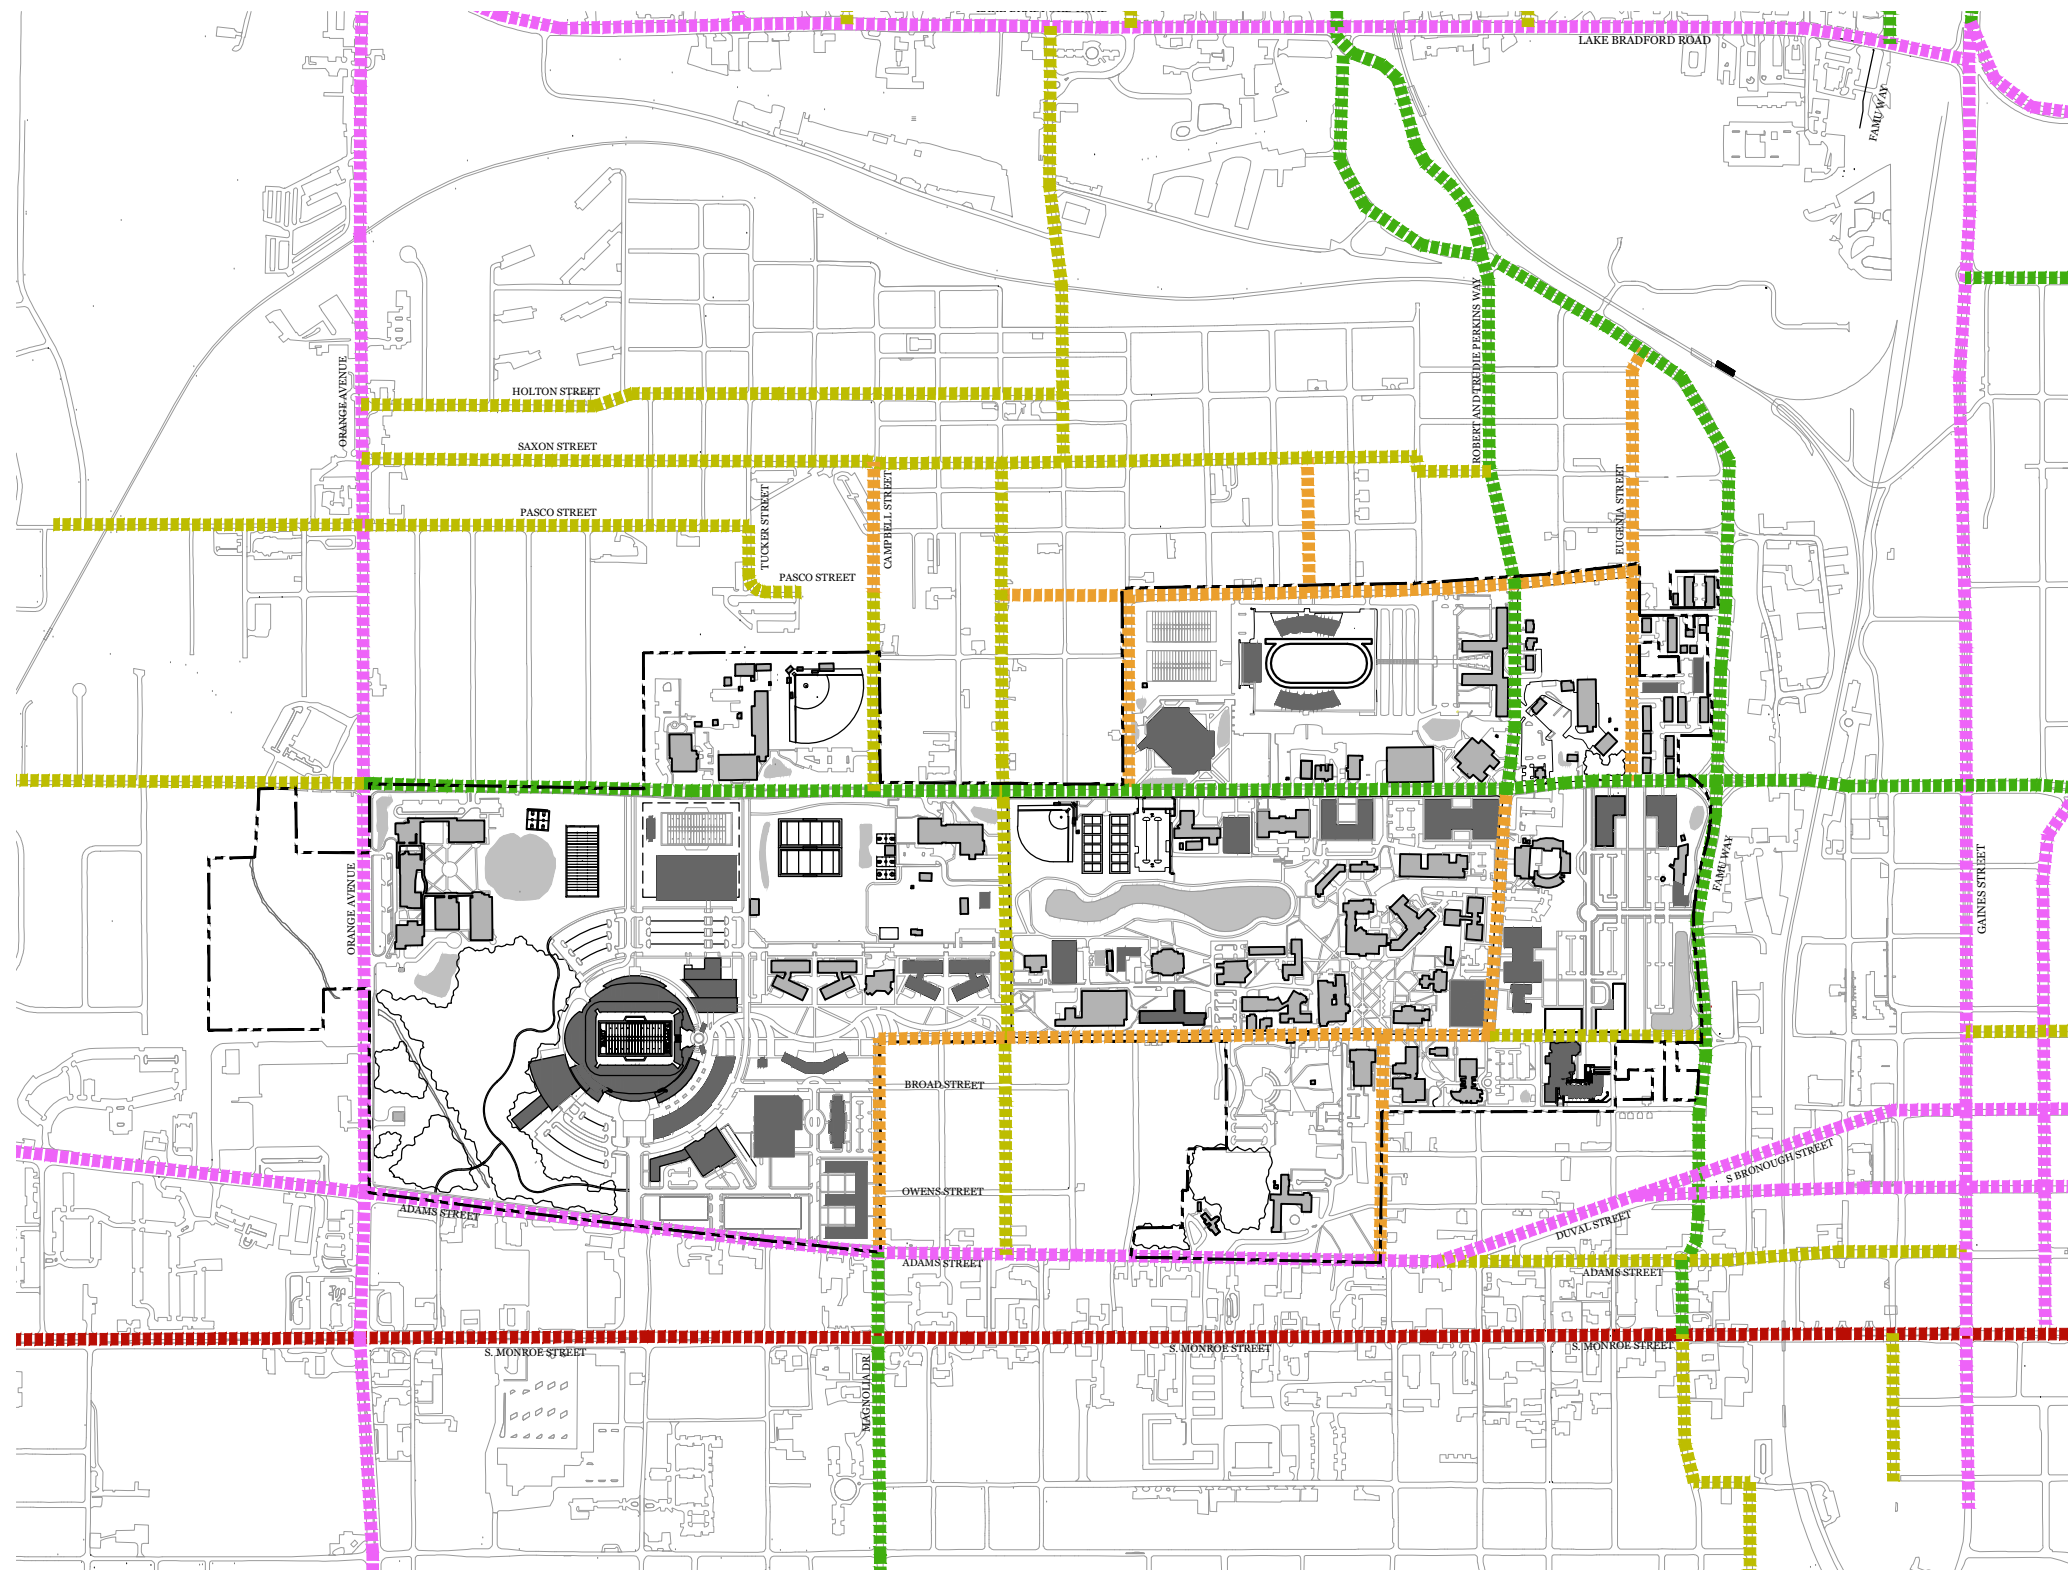 LAKE BRADFORD ROAD
FAMU WAY
ROBERT AND TRUDIE PERKINS WAY
ORANGE AVENUE
HOLTON STREET
SAXON STREET
TUCKER STREET
CAMPBELL STREET
EUGENIA STREET
PASCO STREET
PASCO STREET
ORANGE AVENUE
FAMU WAY
GAINES STREET
BROAD STREET
S BRONOUGH STREET
OWENS STREET
ADAMS STREET
DUVAL STREET
ADAMS STREET
ADAMS STREET
S. MONROE STREET
S. MONROE STREET
S. MONROE STREET
MAGNOLIA DR